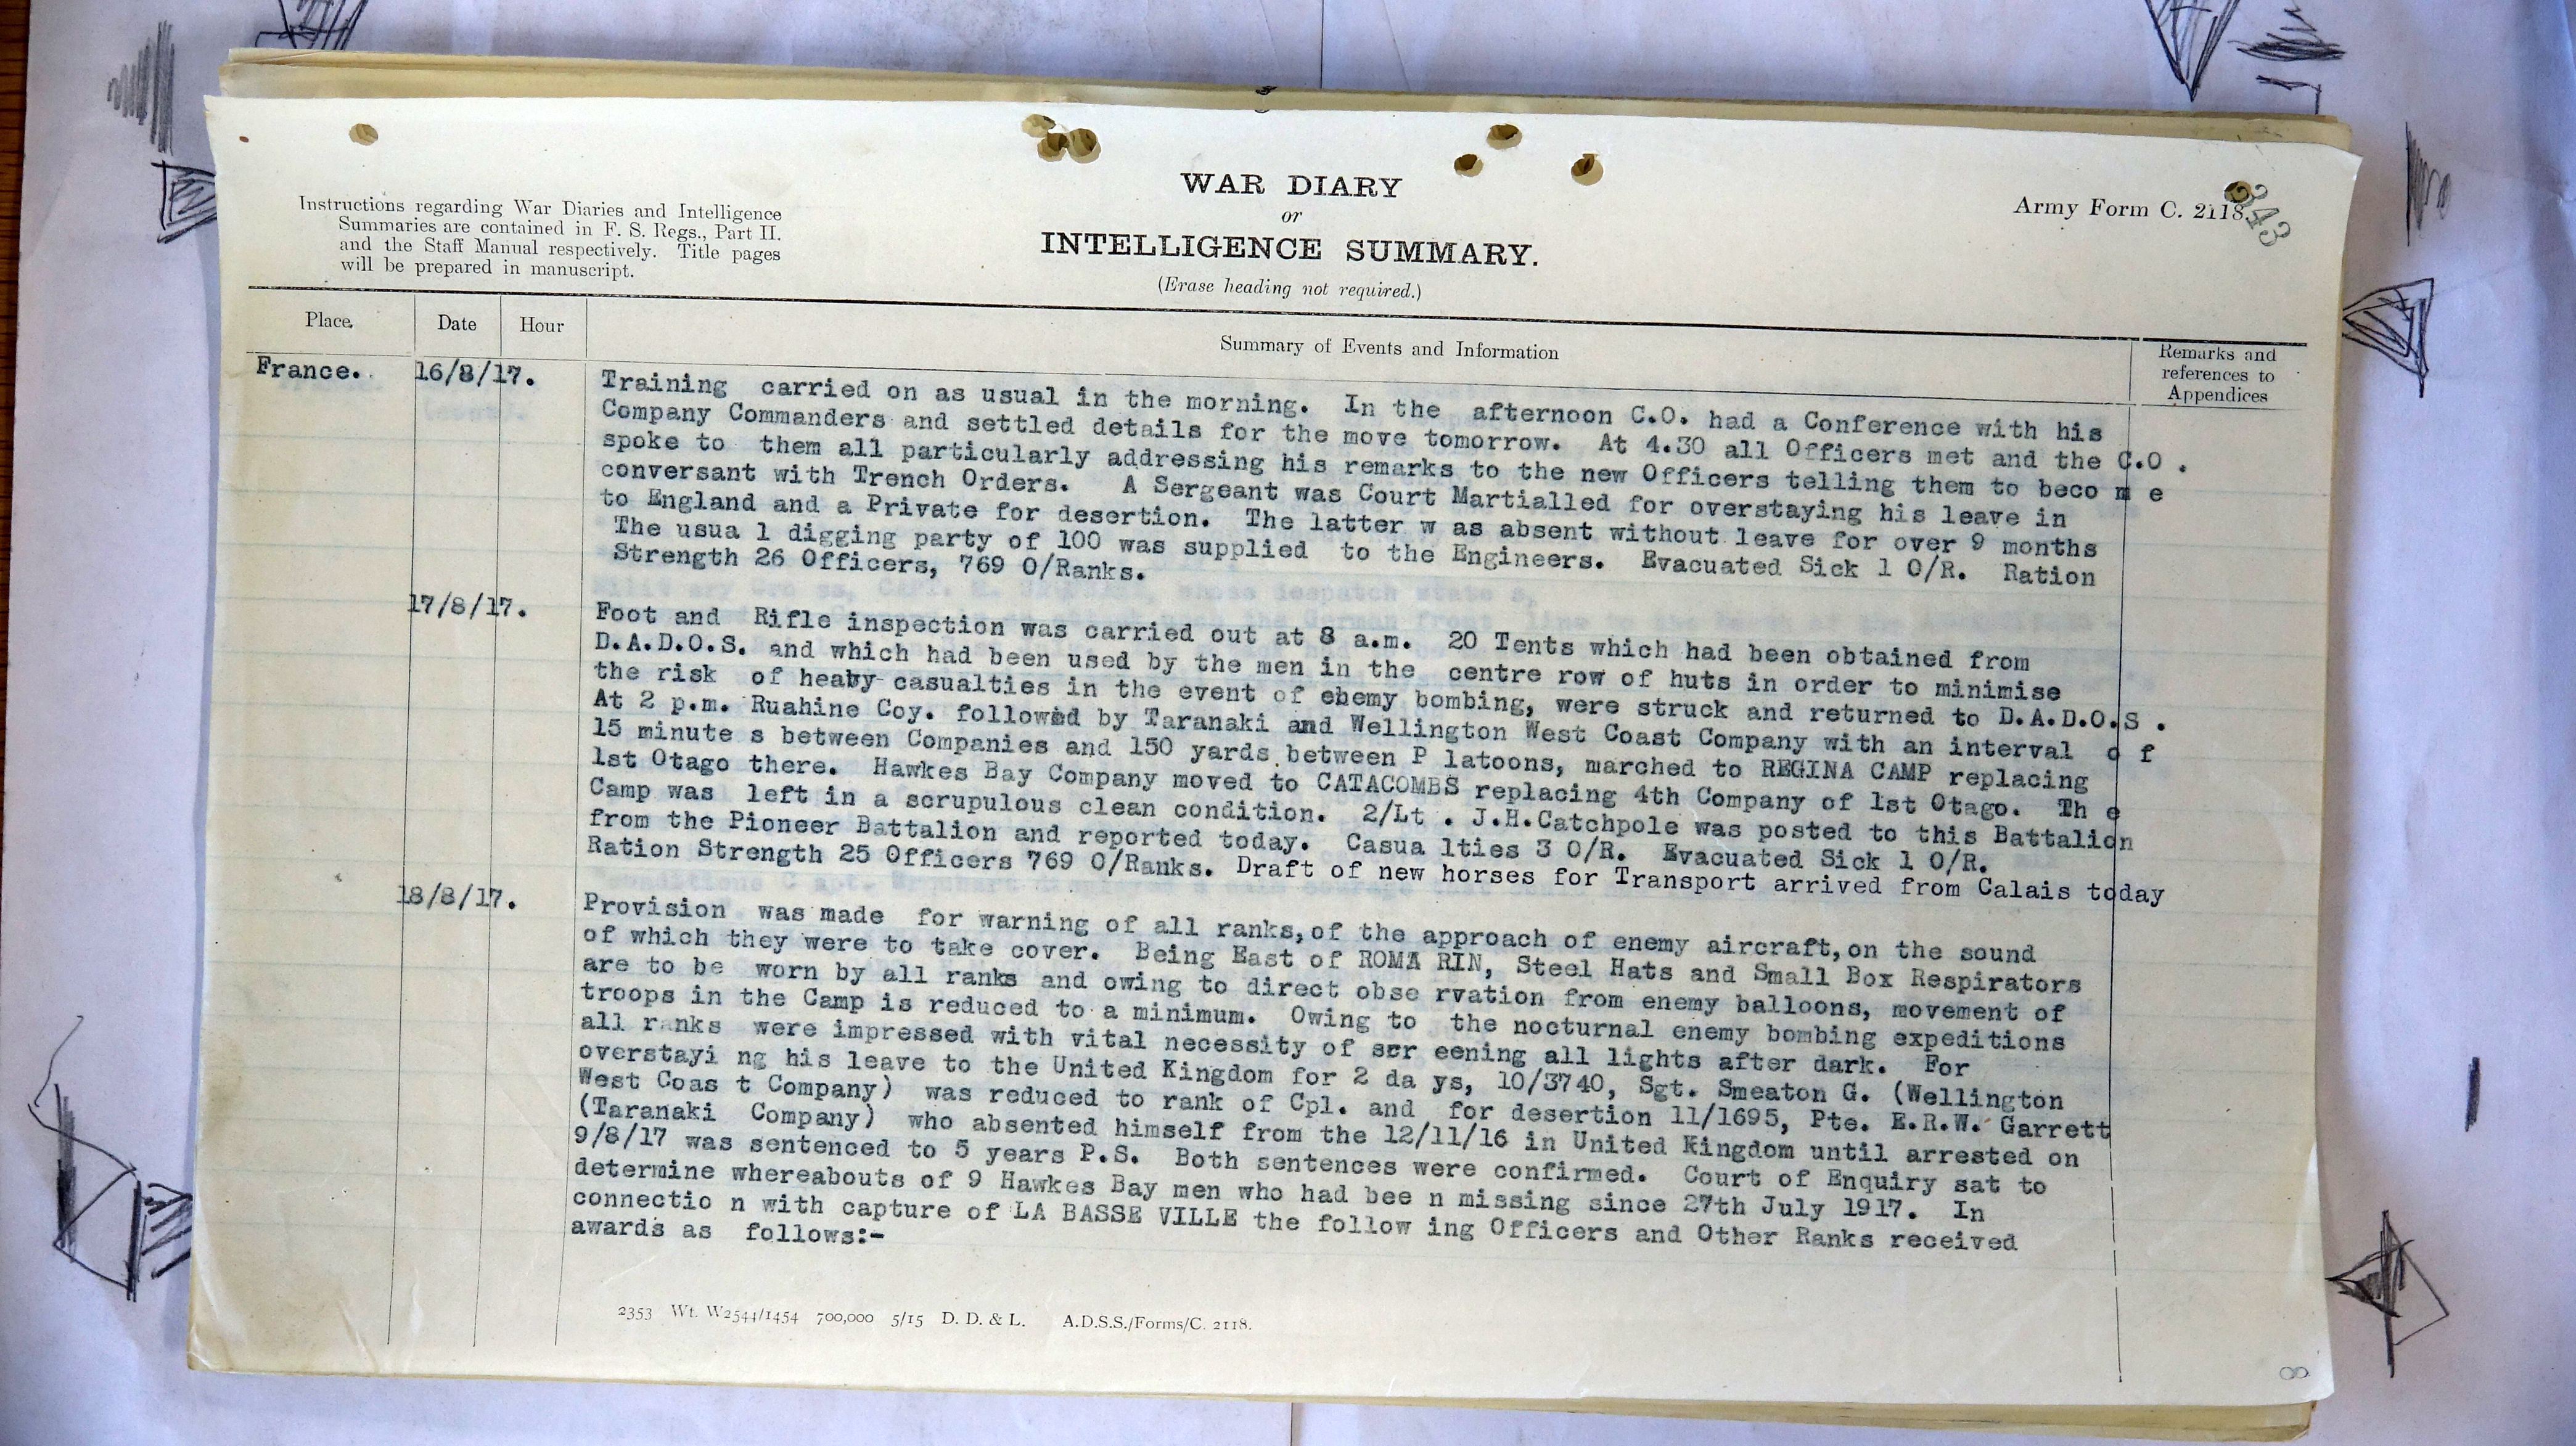 WAR DIARY
or
INTELLIGENCE SUMMARY.
(Erase heading not required.)
Instructions regarding War Diaries and Intelligence
Summaries are contained in F. S. Regs., Part II.
and the Staff Manual respectively. Title pages
will be prepared in manuscript.
Army Form C. 2118.
343
Place.
Date
Hour
Summary of Events and Information
Remarks and
references to
Appendices
France.
16/8/17.
Training carried on as usual in the morning. In the afternoon C.O. had a Conference with his
Company Commanders and settled details for the move tomorrow. At 4.30 all Officers met and the C.O .
spoke to them all particularly addressing his remarks to the new Officers telling them to beco m e
conversant with Trench Orders. A Sergeant was Court Martialled for overstaying his leave in
to England and a Private for desertion. The latter w as absent without leave for over 9 months
The usua l digging party of 100 was supplied to the Engineers. Evacuated Sick 1 O/R. Ration
Strength 26 Officers, 769 O/Ranks.
17/8/17.
Foot and Rifle inspection was carried out at 8 a.m. 20 Tents which had been obtained from
D.A.D.O.S. and which had been used by the men in the centre row of huts in order to minimise
the risk of heavy casualties in the event of ebemy bombing, were struck and returned to D.A.D.O.S .
At 2 p.m. Ruahine Coy. followed by Taranaki and Wellington West Coast Company with an interval o f
15 minute s between Companies and 150 yards between P latoons, marched to REGINA CAMP replacing
1st Otago there. Hawkes Bay Company moved to CATACOMBS replacing 4th Company of 1st Otago. Th e
Camp was left in a scrupulous clean condition. 2/Lt . J.H.Catchpole was posted to this Battalion
from the Pioneer Battalion and reported today. Casua lties 3 O/R. Evacuated Sick 1 O/R.
Ration Strength 25 Officers 769 O/Ranks. Draft of new horses for Transport arrived from Calais today
18/8/17.
Provision was made for warning of all ranks, of the approach of enemy aircraft, on the sound
of which they were to take cover. Being East of ROMA RIN, Steel Hats and Small Box Respirators
are to be worn by all ranks and owing to direct obse rvation from enemy balloons, movement of
troops in the Camp is reduced to a minimum. Owing to the nocturnal enemy bombing expeditions
all ranks were impressed with vital necessity of scr eening all lights after dark. For
overstayi ng his leave to the United Kingdom for 2 da ys, 10/3740, Sgt. Smeaton G. (Wellington
West Coas t Company) was reduced to rank of Cpl. and for desertion 11/1695, Pte. E.R.W. Garrett
(Taranaki Company) who absented himself from the 12/11/16 in United Kingdom until arrested on
9/8/17 was sentenced to 5 years P.S. Both sentences were confirmed. Court of Enquiry sat to
determine whereabouts of 9 Hawkes Bay men who had bee n missing since 27th July 1917. In
connectio n with capture of LA BASSE VILLE the follow ing Officers and Other Ranks received
awards as follows:-
2353 Wt. W2544/1454 700,000 5/15 D. D. & L. A.D.S.S./Forms/C. 2118.